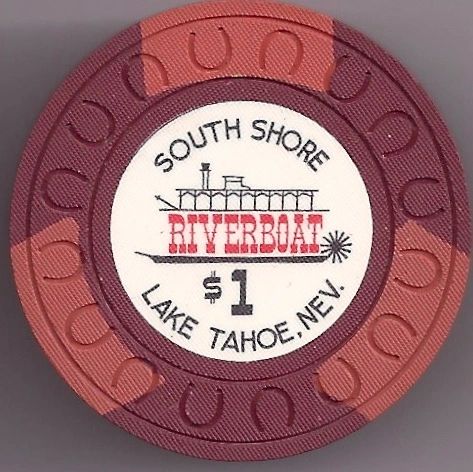 SOUTH SHORE
RIVERBOAT
$1
LAKE TAHOE, NEV.